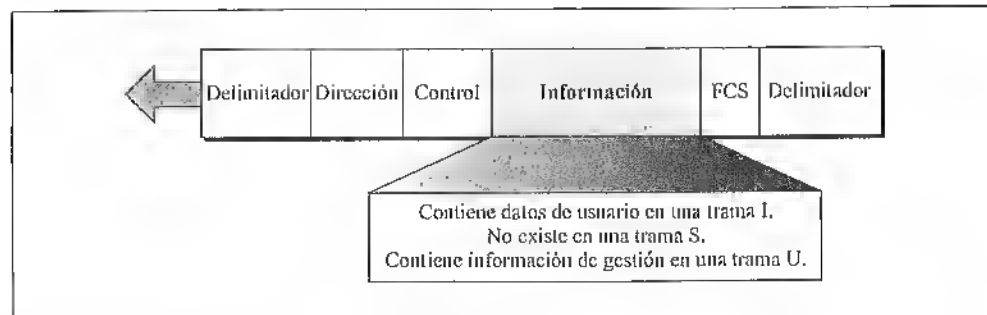 Delimitador Dirección Control Información FCS Delimitador
Contiene datos de usuario en una trama I.
No existe en una trama S.
Contiene información de gestión en una trama U.